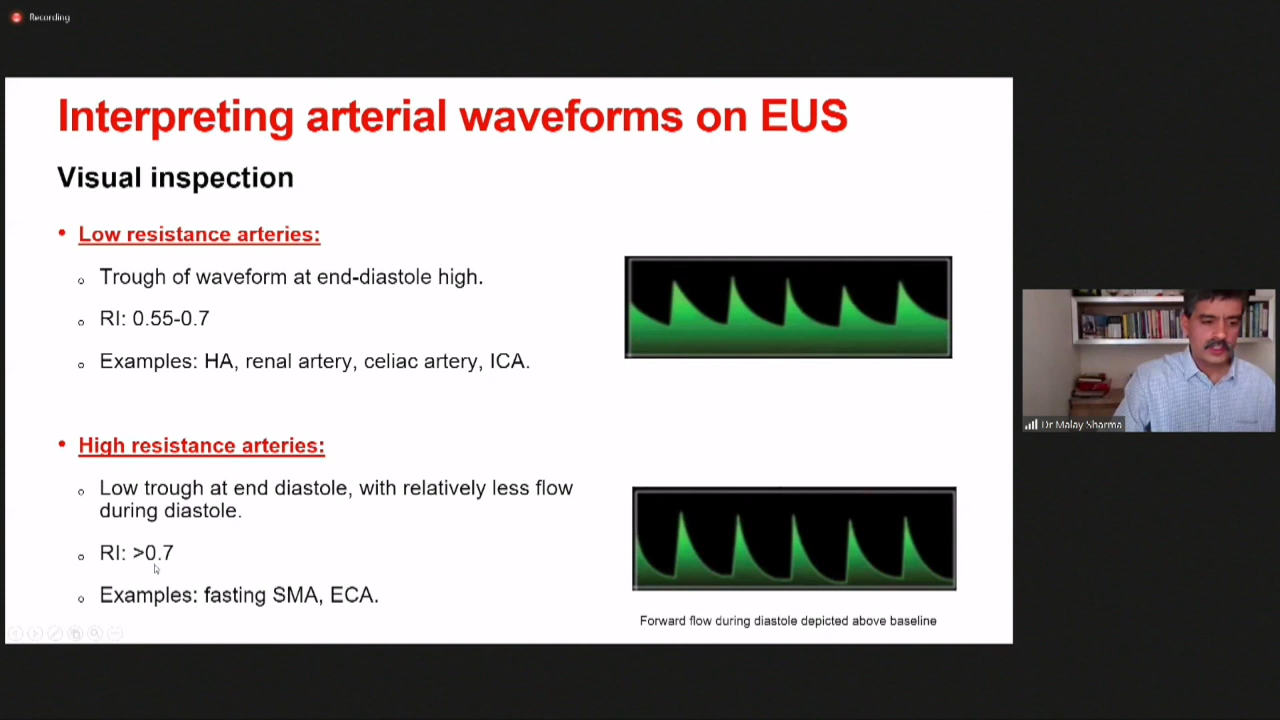 Recording
Interpreting arterial waveforms on EUS
Visual inspection
• Low resistance arteries:
o Trough of waveform at end-diastole high.
o RI: 0.55-0.7
o Examples: HA, renal artery, celiac artery, ICA.
• High resistance arteries:
o Low trough at end diastole, with relatively less flow
during diastole.
o RI: >0.7
o Examples: fasting SMA, ECA.
Forward flow during diastole depicted above baseline
Dr Malay Sharma